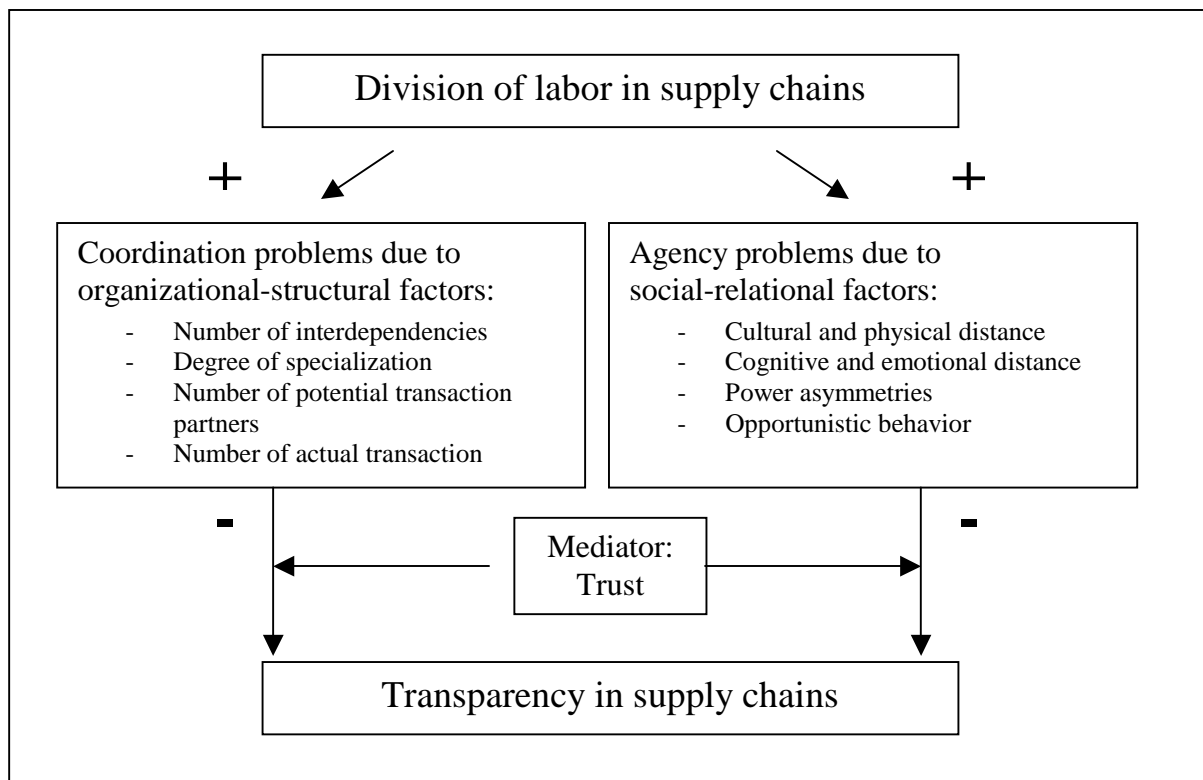 Division of labor in supply chains
+
+
Coordination problems due to
organizational-structural factors:
- Number of interdependencies
- Degree of specialization
- Number of potential transaction
partners
- Number of actual transaction
Agency problems due to
social-relational factors:
- Cultural and physical distance
- Cognitive and emotional distance
- Power asymmetries
- Opportunistic behavior
-
-
Mediator:
Trust
Transparency in supply chains